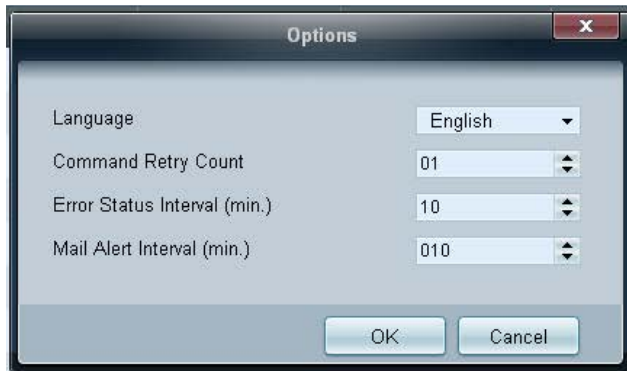 Options
x
Language English
Command Retry Count 01
Error Status Interval (min.) 10
Mail Alert Interval (min.) 010
OK Cancel